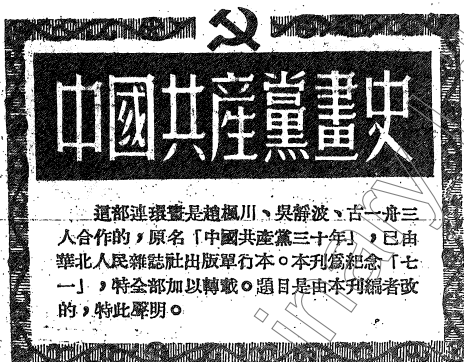 中國共產黨畫史
這部連環畫是趙楓川、吳靜波、古一舟三
人合作的，原名「中國共產黨三十年」，已由
華北人民雜誌社出版單行本。本刊爲紀念「七
一」，特全部加以轉載。題目是由本刊編者改
的，特此聲明。